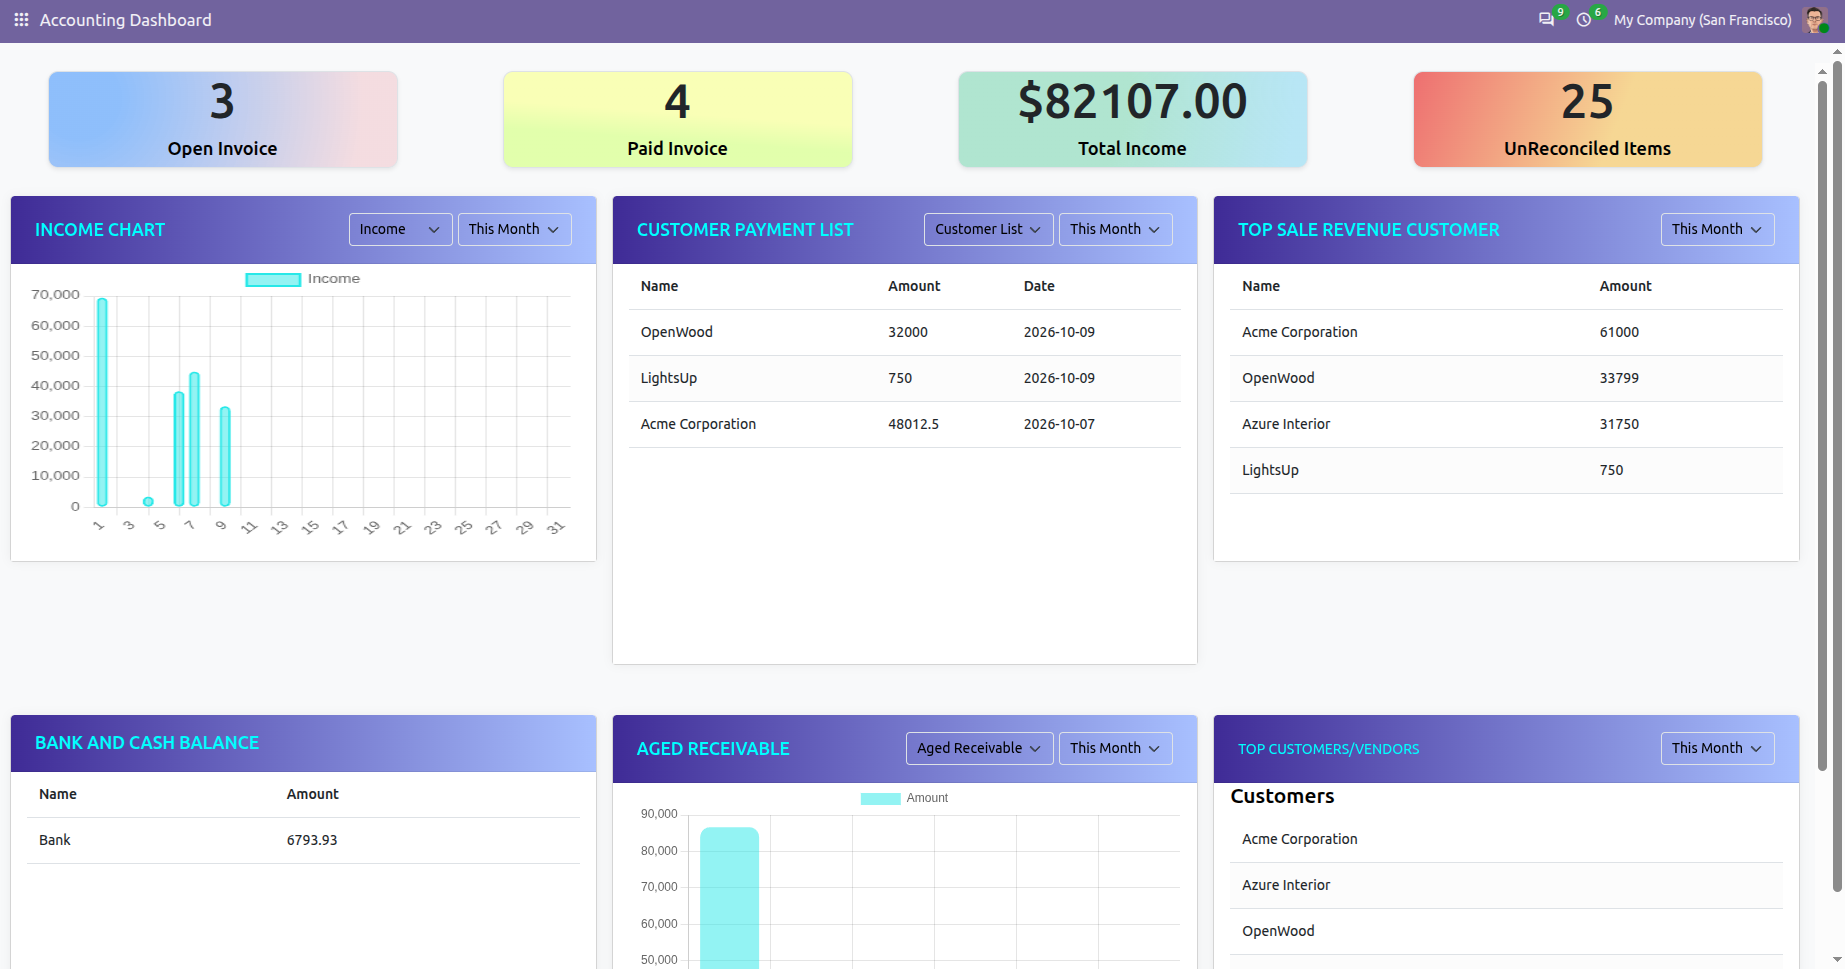 Accounting Dashboard
9
6
My Company (San Francisco)
3
Open Invoice
4
Paid Invoice
$82107.00
Total Income
25
UnReconciled Items
INCOME CHART
Income
This Month
Income
70,000
60,000
50,000
40,000
30,000
20,000
10,000
0
1 3 5 7 9 11 13 15 17 19 21 23 25 27 29 31
CUSTOMER PAYMENT LIST
Customer List
This Month
Name Amount Date
OpenWood 32000 2026-10-09
LightsUp 750 2026-10-09
Acme Corporation 48012.5 2026-10-07
TOP SALE REVENUE CUSTOMER
This Month
Name Amount
Acme Corporation 61000
OpenWood 33799
Azure Interior 31750
LightsUp 750
BANK AND CASH BALANCE
Name Amount
Bank 6793.93
AGED RECEIVABLE
Aged Receivable
This Month
Amount
90,000
80,000
70,000
60,000
50,000
TOP CUSTOMERS/VENDORS
This Month
Customers
Acme Corporation
Azure Interior
OpenWood